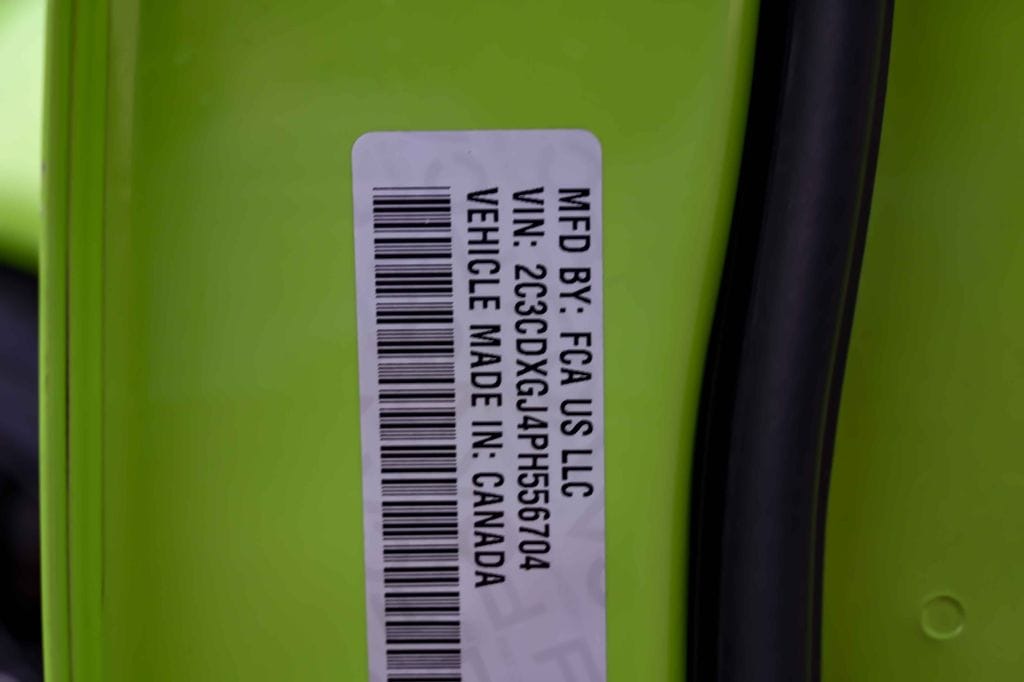 MFD BY: FCA US LLC
VIN: 2C3CDXGJ4PH556704
VEHICLE MADE IN: CANADA